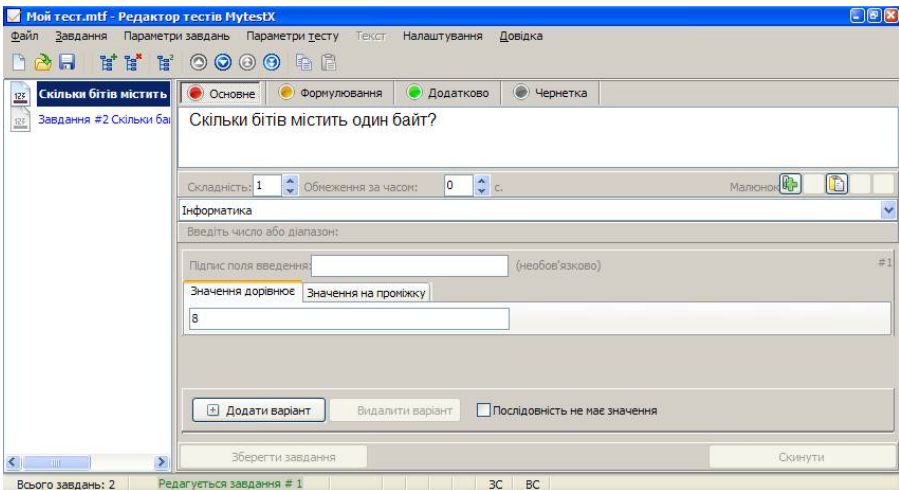 Мой тест.mtf - Редактор тестів MytestX
Файл Завдання Параметри завдань Параметри тесту Текст Налаштування Довідка
Скільки бітів містить
Завдання #2 Скільки ба
Основне Формулювання Додатково Чернетка
Скільки бітів містить один байт?
Складність: 1 Обмеження за часом: 0 с. Малюнок
Інформатика
Введіть число або діапазон:
Підпис поля введення: (необов'язково) #1
Значення дорівнює Значення на проміжку
8
Додати варіант Видалити варіант Послідовність не має значення
Зберегти завдання Скинути
Всього завдань: 2 Редагується завдання # 1 ЗС ВС